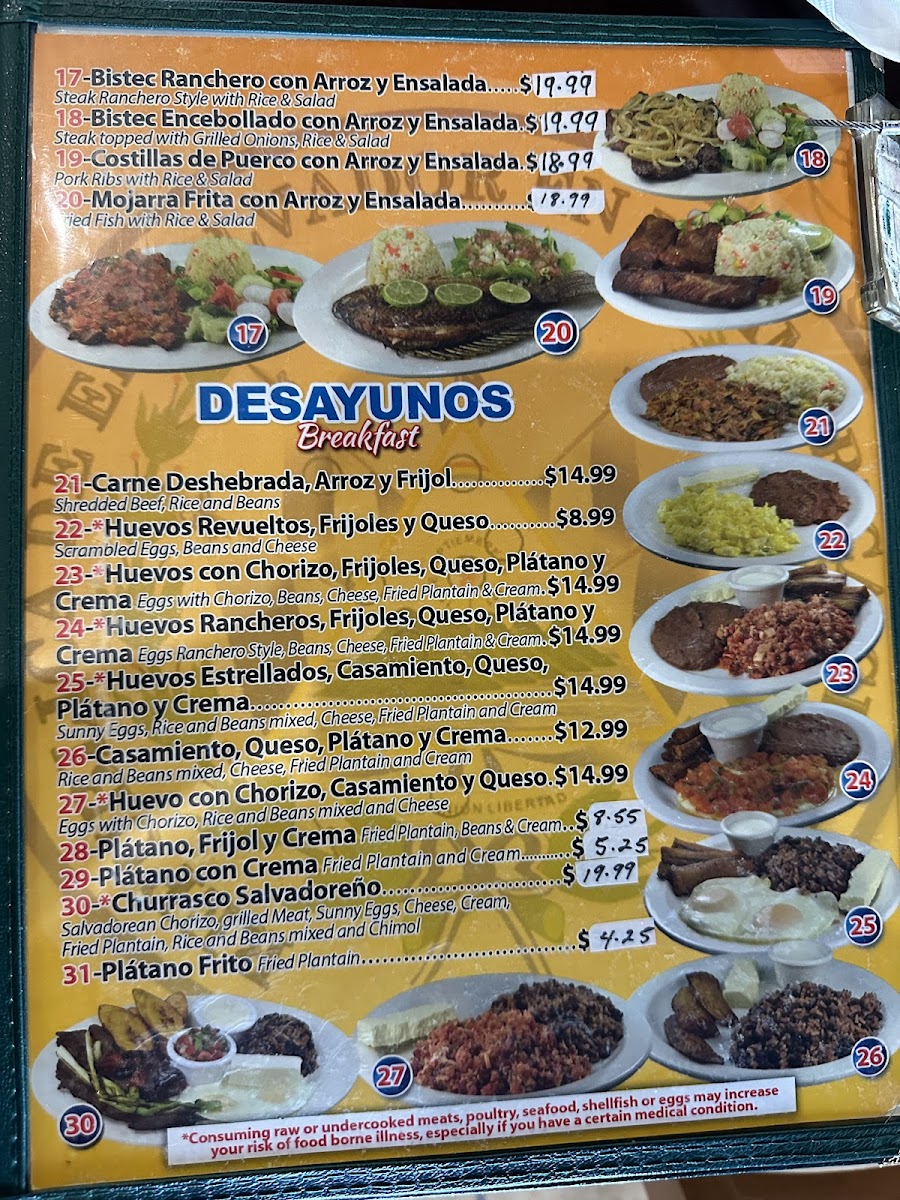 17-Bistec Ranchero con Arroz y Ensalada.....$19.99
Steak Ranchero Style with Rice & Salad
18-Bistec Encebollado con Arroz y Ensalada.$19.99
Steak topped with Grilled Onions, Rice & Salad
19-Costillas de Puerco con Arroz y Ensalada.$18.99
Pork Ribs with Rice & Salad
20-Mojarra Frita con Arroz y Ensalada..........$18.99
Fried Fish with Rice & Salad
18
19
17
20
DESAYUNOS
Breakfast
21
21-Carne Deshebrada, Arroz y Frijol..............$14.99
Shredded Beef, Rice and Beans
22-*Huevos Revueltos, Frijoles y Queso..........$8.99
Scrambled Eggs, Beans and Cheese
22
23-*Huevos con Chorizo, Frijoles, Queso, Plátano y
Crema Eggs with Chorizo, Beans, Cheese, Fried Plantain & Cream.$14.99
24-*Huevos Rancheros, Frijoles, Queso, Plátano y
Crema Eggs Ranchero Style, Beans, Cheese, Fried Plantain & Cream.$14.99
23
25-*Huevos Estrellados, Casamiento, Queso,
Plátano y Crema..........................................$14.99
Sunny Eggs, Rice and Beans mixed, Cheese, Fried Plantain and Cream
26-Casamiento, Queso, Plátano y Crema.......$12.99
Rice and Beans mixed, Cheese, Fried Plantain and Cream
24
27-*Huevo con Chorizo, Casamiento y Queso.$14.99
Eggs with Chorizo, Rice and Beans mixed and Cheese
UNION LIBERTAD
28-Plátano, Frijol y Crema Fried Plantain, Beans & Cream..$8.55
29-Plátano con Crema Fried Plantain and Cream..........$5.25
30-*Churrasco Salvadoreño.........................$19.99
Salvadorean Chorizo, grilled Meat, Sunny Eggs, Cheese, Cream,
Fried Plantain, Rice and Beans mixed and Chimol
25
31-Plátano Frito Fried Plantain..............................$4.25
26
27
30
*Consuming raw or undercooked meats, poultry, seafood, shellfish or eggs may increase
your risk of food borne illness, especially if you have a certain medical condition.